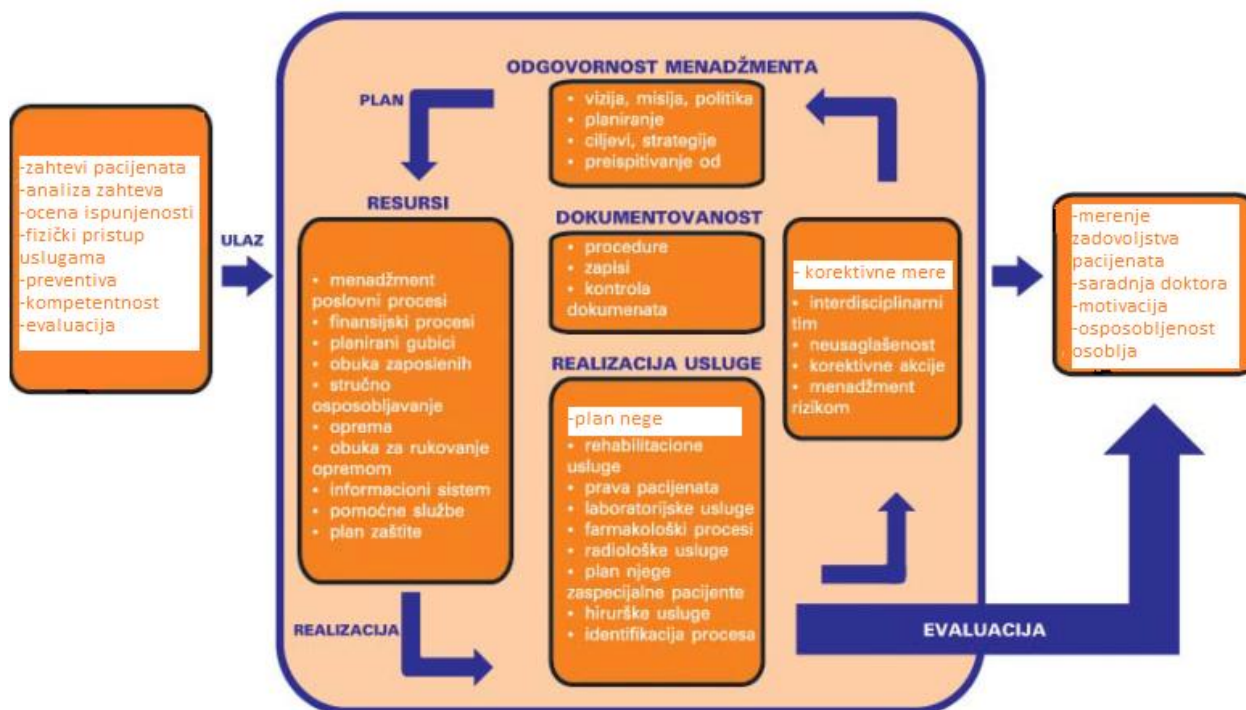 -zahtevi pacijenata
-analiza zahteva
-ocena ispunjenosti
-fizički pristup
uslugama
-preventiva
-kompetentnost
-evaluacija
ULAZ
PLAN
ODGOVORNOST MENADŽMENTA
• vizija, misija, politika
• planiranje
• ciljevi, strategije
• preispitivanje od
RESURSI
• menadžment
poslovni procesi
• finansijski procesi
• planirani gubici
• obuka zaposlenih
• stručno
osposobljavanje
• oprema
• obuka za rukovanje
opremom
• informacioni sistem
• pomoćne službe
• plan zaštite
DOKUMENTOVANOST
• procedure
• zapisi
• kontrola
dokumenata
REALIZACIJA USLUGE
-plan nege
• rehabilitacione
usluge
• prava pacijenata
• laboratorijske usluge
• farmakološki procesi
• radiološke usluge
• plan njege
zaspecijalne pacijente
• hirurške usluge
• identifikacija procesa
- korektivne mere
• interdisciplinarni
tim
• neusaglašenost
• korektivne akcije
• menadžment
rizikom
REALIZACIJA
EVALUACIJA
-merenje
zadovoljstva
pacijenata
-saradnja doktora
-motivacija
-osposobljenost
osoblja